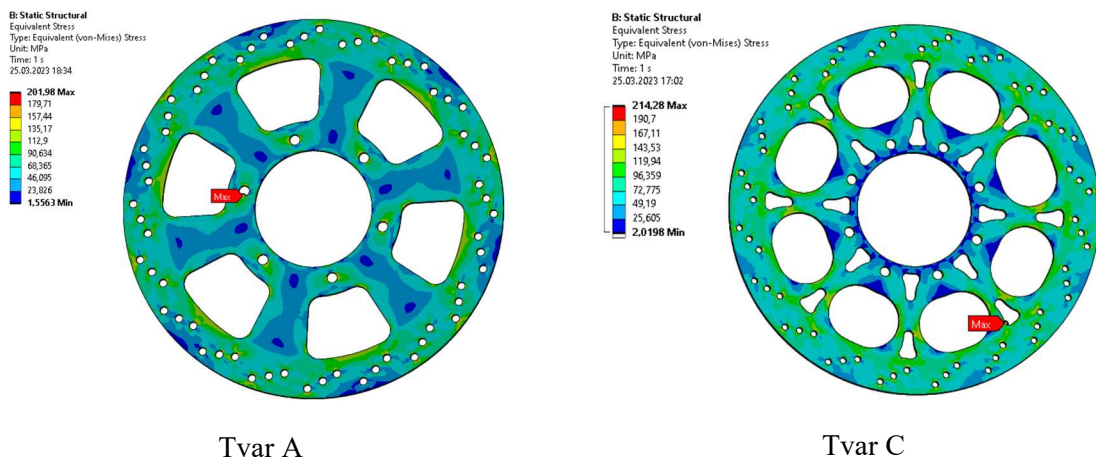 B: Static Structural
Equivalent Stress
Type: Equivalent (von-Mises) Stress
Unit: MPa
Time: 1 s
25.03.2023 18:34
201,98 Max
179,71
157,44
135,17
112,9
90,634
68,365
46,095
23,826
1,5563 Min
Max
Tvar A
B: Static Structural
Equivalent Stress
Type: Equivalent (von-Mises) Stress
Unit: MPa
Time: 1 s
25.03.2023 17:02
214,28 Max
190,7
167,11
143,53
119,94
96,359
72,775
49,19
25,605
2,0198 Min
Max
Tvar C